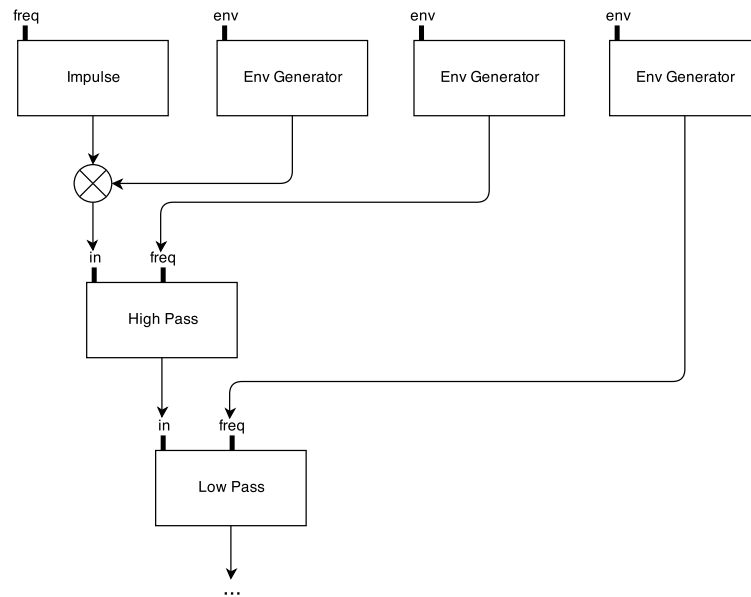 freq
env
env
env
Impulse
Env Generator
Env Generator
Env Generator
in
freq
High Pass
in
freq
Low Pass
...